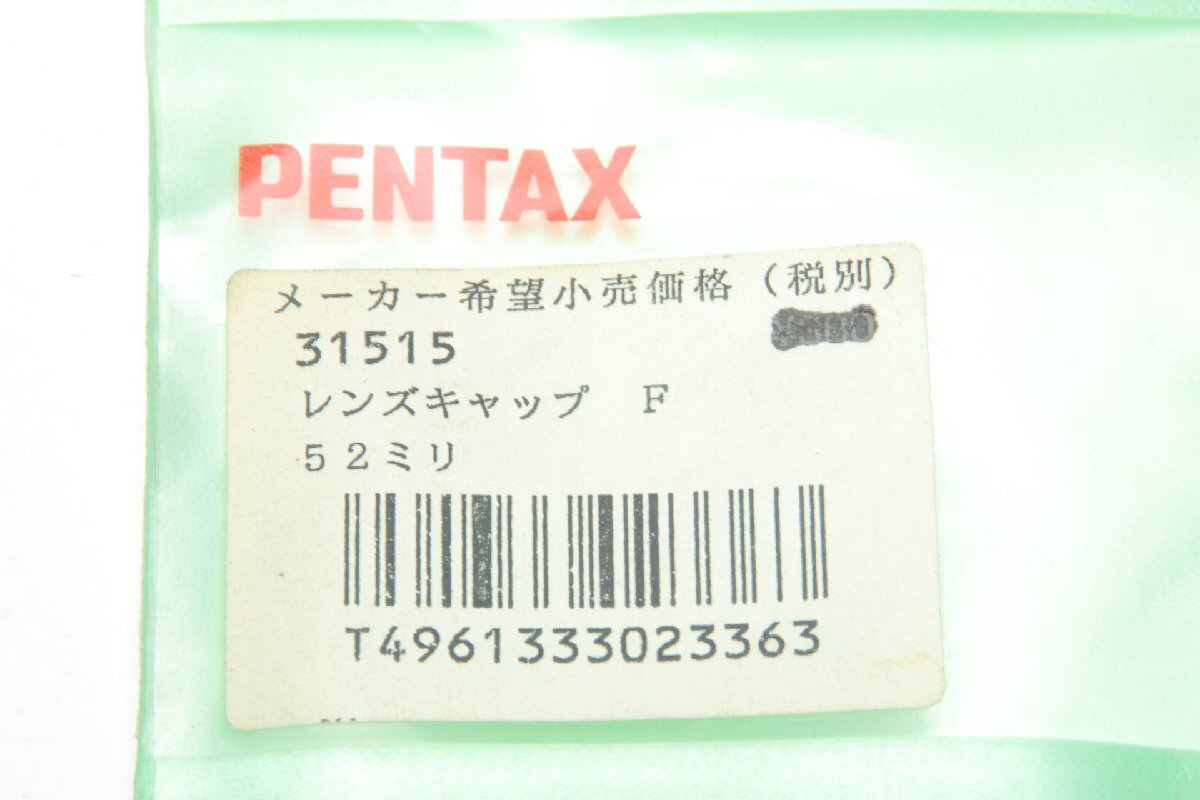 PENTAX
メーカー希望小売価格（税別）
31515
レンズキャップ　F
５２ミリ
T4961333023363